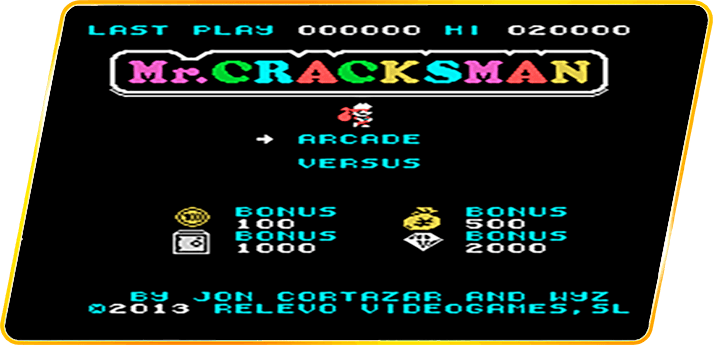 LAST PLAY 000000 HI 020000
Mr.CRACKSMAN
ARCADE
VERSUS
BONUS BONUS
100 500
BONUS BONUS
1000 2000
BY JON CORTAZAR AND WYZ
©2013 RELEVO VIDEOGAMES,SL